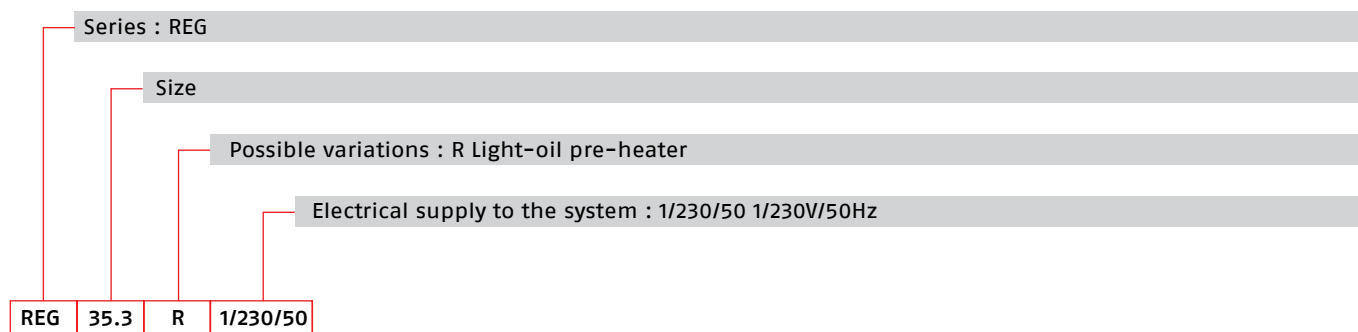 Series : REG
Size
Possible variations : R Light-oil pre-heater
Electrical supply to the system : 1/230/50 1/230V/50Hz
REG 35.3 R 1/230/50